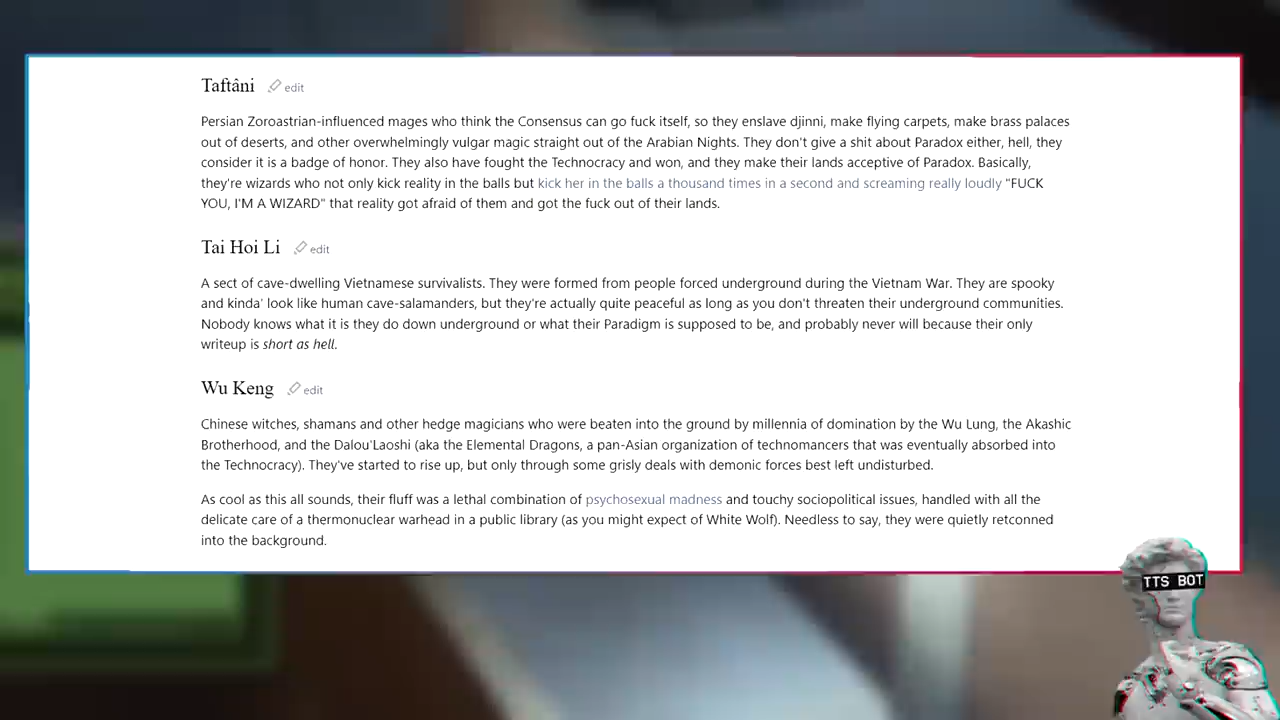 Taftâni edit
Persian Zoroastrian-influenced mages who think the Consensus can go fuck itself, so they enslave djinni, make flying carpets, make brass palaces
out of deserts, and other overwhelmingly vulgar magic straight out of the Arabian Nights. They don't give a shit about Paradox either, hell, they
consider it is a badge of honor. They also have fought the Technocracy and won, and they make their lands acceptive of Paradox. Basically,
they're wizards who not only kick reality in the balls but kick her in the balls a thousand times in a second and screaming really loudly "FUCK
YOU, I'M A WIZARD" that reality got afraid of them and got the fuck out of their lands.
Tai Hoi Li edit
A sect of cave-dwelling Vietnamese survivalists. They were formed from people forced underground during the Vietnam War. They are spooky
and kinda' look like human cave-salamanders, but they're actually quite peaceful as long as you don't threaten their underground communities.
Nobody knows what it is they do down underground or what their Paradigm is supposed to be, and probably never will because their only
writeup is short as hell.
Wu Keng edit
Chinese witches, shamans and other hedge magicians who were beaten into the ground by millennia of domination by the Wu Lung, the Akashic
Brotherhood, and the Dalou'Laoshi (aka the Elemental Dragons, a pan-Asian organization of technomancers that was eventually absorbed into
the Technocracy). They've started to rise up, but only through some grisly deals with demonic forces best left undisturbed.
As cool as this all sounds, their fluff was a lethal combination of psychosexual madness and touchy sociopolitical issues, handled with all the
delicate care of a thermonuclear warhead in a public library (as you might expect of White Wolf). Needless to say, they were quietly retconned
into the background.
TTS BOT